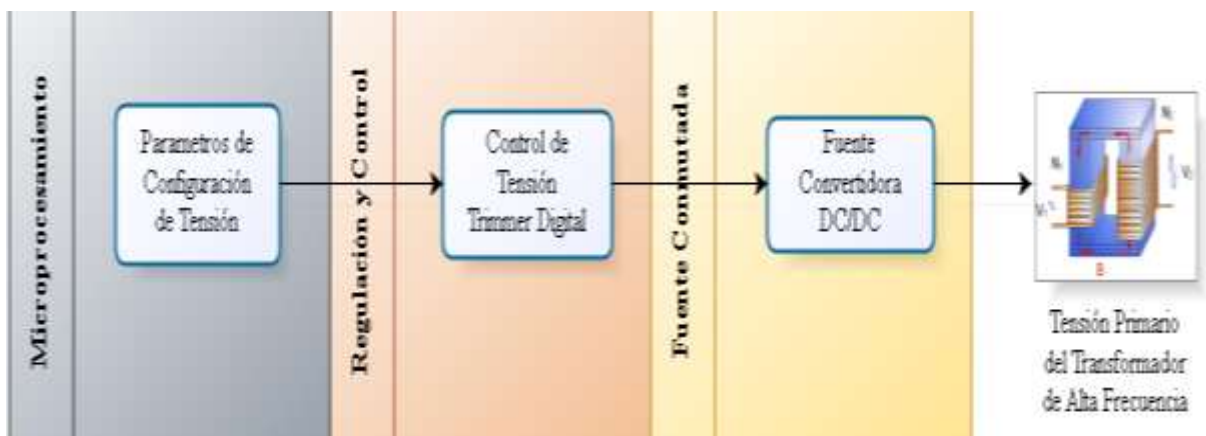 Microprocesamiento
Parametros de
Configuración
de Tensión
Regulación y Control
Control de
Tensión
Trimmer Digital
Fuente Conmutada
Fuente
Convertidora
DC/DC
B
Tensión Primario
del Transformador
de Alta Frecuencia